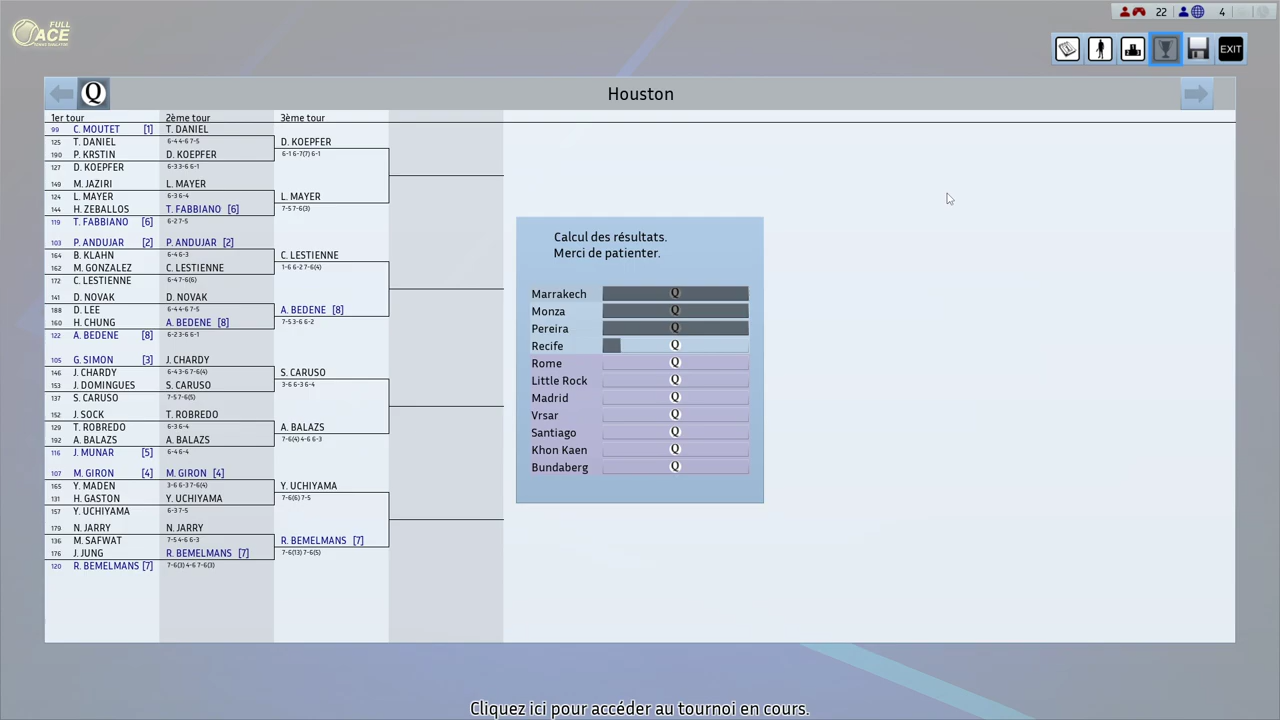 FULL
ACE
22
4
EXIT
Q
Houston
1er tour
2ème tour
3ème tour
99 C. MOUTET [1]
125 T. DANIEL
190 P. KRSTIN
127 D. KOEPFER
149 M. JAZIRI
124 L. MAYER
144 H. ZEBALLOS
119 T. FABBIANO [6]
103 P. ANDUJAR [2]
164 B. KLAHN
162 M. GONZALEZ
172 C. LESTIENNE
141 D. NOVAK
188 D. LEE
160 H. CHUNG
122 A. BEDENE [8]
105 G. SIMON [3]
146 J. CHARDY
153 J. DOMINGUES
137 S. CARUSO
152 J. SOCK
129 T. ROBREDO
192 A. BALAZS
116 J. MUNAR [5]
107 M. GIRON [4]
165 Y. MADEN
131 H. GASTON
157 Y. UCHIYAMA
179 N. JARRY
136 M. SAFWAT
176 J. JUNG
120 R. BEMELMANS [7]
T. DANIEL
6-4 4-6 7-5
D. KOEPFER
6-3 3-6 6-1
L. MAYER
6-3 6-4
T. FABBIANO [6]
6-2 7-5
P. ANDUJAR [2]
6-4 6-3
C. LESTIENNE
6-4 7-6(6)
D. NOVAK
6-4 4-6 7-5
A. BEDENE [8]
6-2 3-6 6-1
J. CHARDY
6-4 3-6 7-6(4)
S. CARUSO
7-5 7-6(5)
T. ROBREDO
6-3 6-4
A. BALAZS
6-4 6-4
M. GIRON [4]
3-6 6-3 7-6(4)
Y. UCHIYAMA
6-3 7-5
N. JARRY
7-5 4-6 6-3
R. BEMELMANS [7]
7-6(3) 4-6 7-6(3)
D. KOEPFER
6-1 6-7(7) 6-1
L. MAYER
7-5 7-6(3)
C. LESTIENNE
1-6 6-2 7-6(4)
A. BEDENE [8]
7-5 3-6 6-2
S. CARUSO
3-6 6-3 6-4
A. BALAZS
7-6(4) 4-6 6-3
Y. UCHIYAMA
7-6(6) 7-5
R. BEMELMANS [7]
7-6(13) 7-6(5)
Calcul des résultats.
Merci de patienter.
Marrakech Q
Monza Q
Pereira Q
Recife Q
Rome Q
Little Rock Q
Madrid Q
Vrsar Q
Santiago Q
Khon Kaen Q
Bundaberg Q
Cliquez ici pour accéder au tournoi en cours.